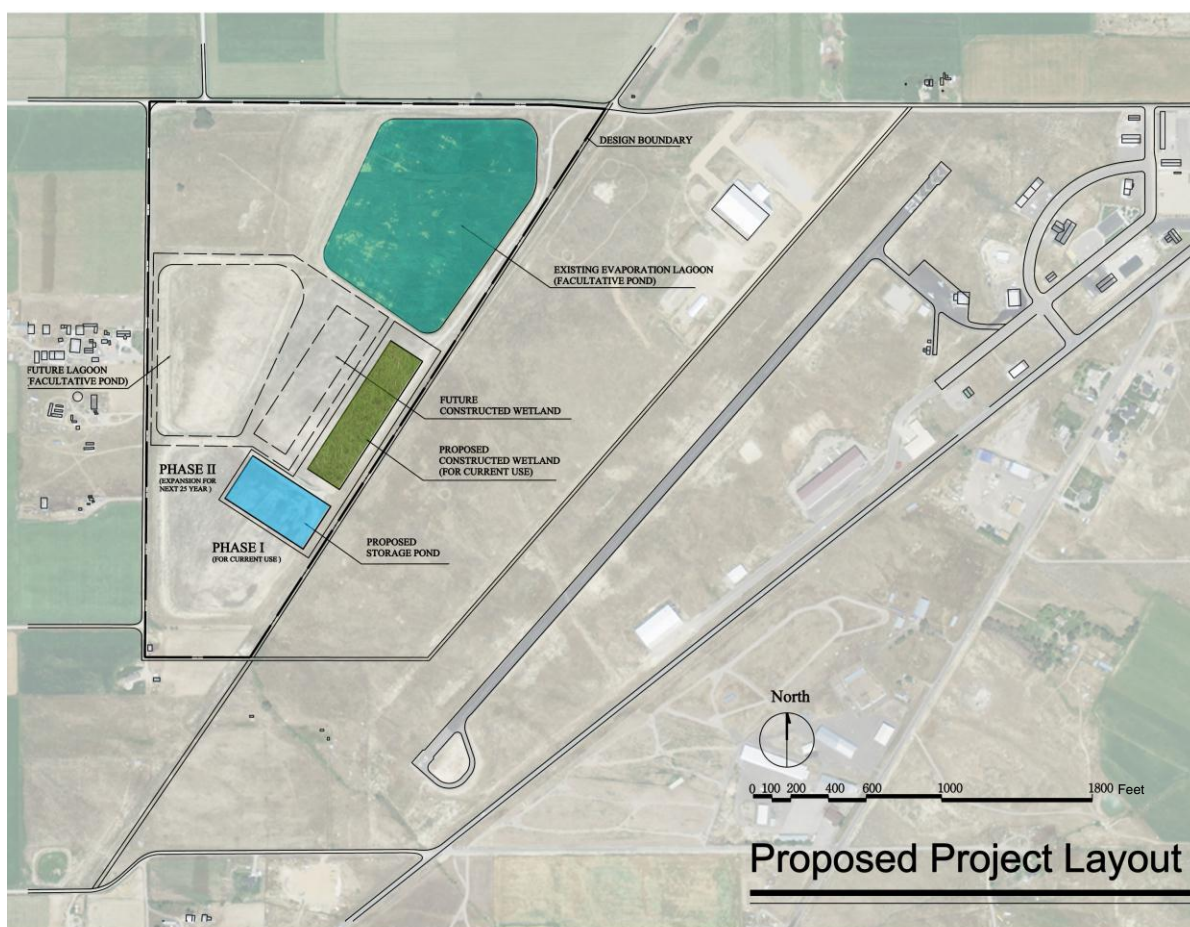 DESIGN BOUNDARY
EXISTING EVAPORATION LAGOON
(FACULTATIVE POND)
FUTURE LAGOON
FACULTATIVE POND)
FUTURE
CONSTRUCTED WETLAND
PROPOSED
CONSTRUCTED WETLAND
(FOR CURRENT USE)
PHASE II
(EXPANSION FOR
NEXT 25 YEAR )
PHASE I
(FOR CURRENT USE )
PROPOSED
STORAGE POND
North
0 100 200 400 600 1000 1800 Feet
Proposed Project Layout